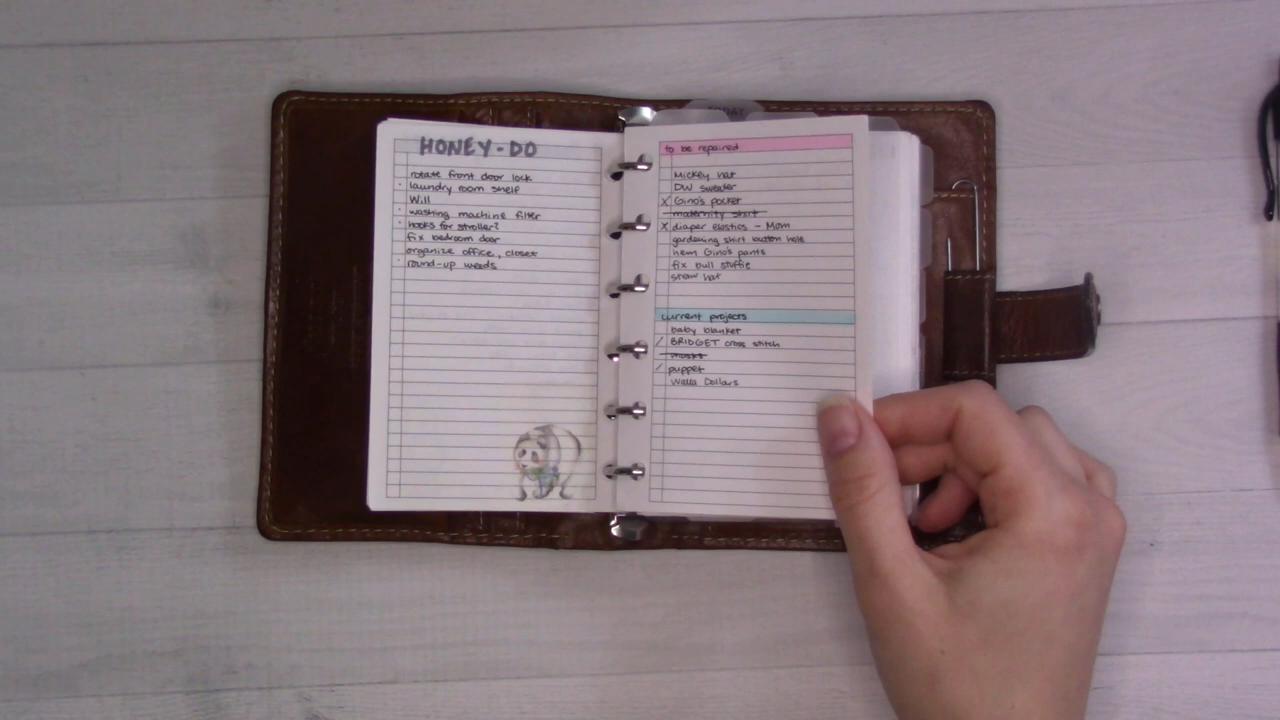 HONEY-DO
rotate front door lock
laundry room shelf
Will
washing machine filter
hooks for stroller?
fix bedroom door
organize office, closet
round-up weeds
TODAY
to be repaired
Mickey hat
DW sweater
X Gino's pocket
maternity shirt
X diaper elastics - Mom
gardening shirt button hole
hem Gino's pants
fix bull stuffie
straw hat
current projects
baby blanket
/ BRIDGET cross stitch
masks
/ puppet
Walla Dollars